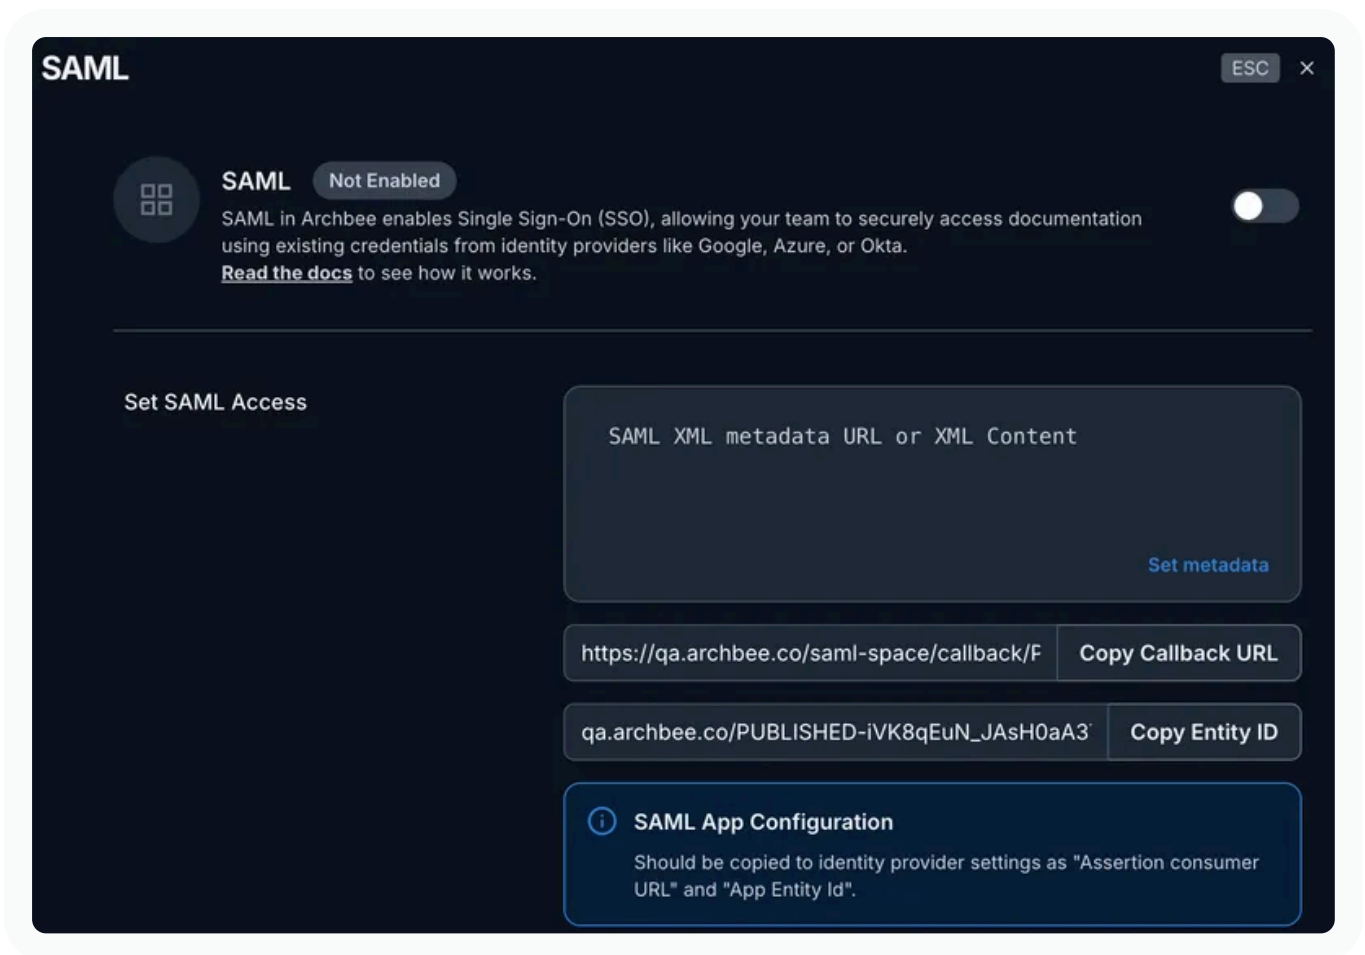 SAML
ESC
SAML
Not Enabled
SAML in Archbee enables Single Sign-On (SSO), allowing your team to securely access documentation
using existing credentials from identity providers like Google, Azure, or Okta.
Read the docs to see how it works.
Set SAML Access
SAML XML metadata URL or XML Content
Set metadata
https://qa.archbee.co/saml-space/callback/P
Copy Callback URL
qa.archbee.co/PUBLISHED-iVK8qEuN_JAsH0aA3
Copy Entity ID
SAML App Configuration
Should be copied to identity provider settings as "Assertion consumer
URL" and "App Entity Id".